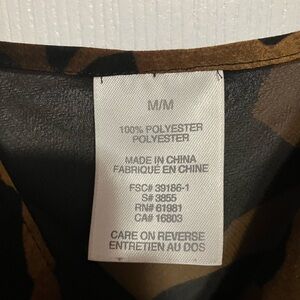 M/M
100% POLYESTER
POLYESTER
MADE IN CHINA
FABRIQUÉ EN CHINE
FSC# 39186-1
S# 3855
RN# 61981
CA# 16803
CARE ON REVERSE
ENTRETIEN AU DOS